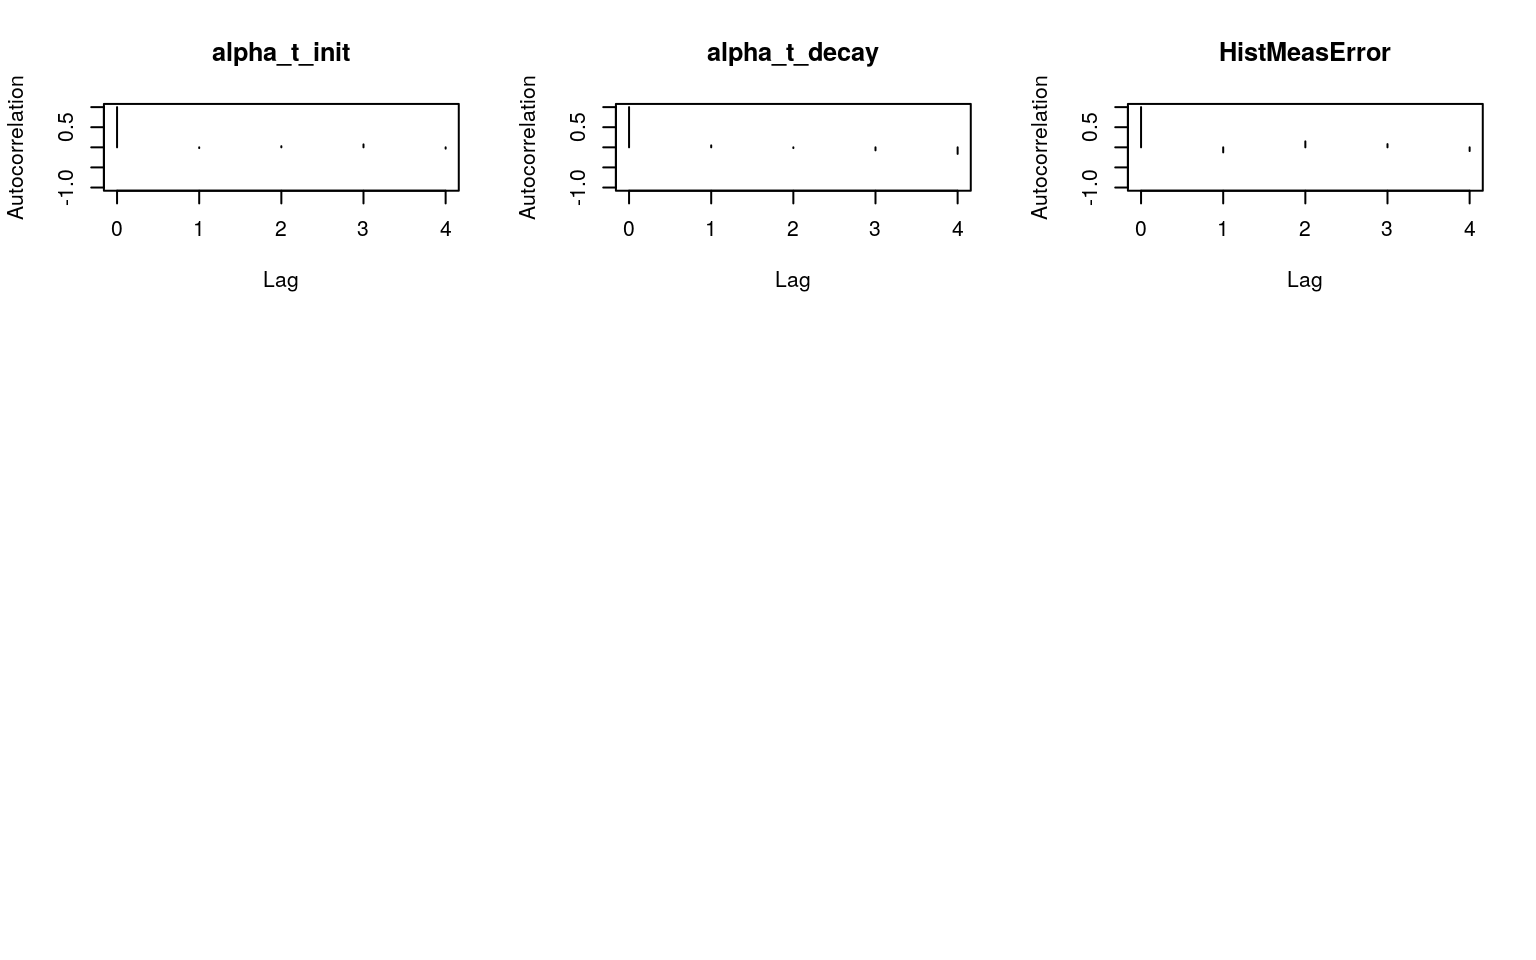 alpha_t_init
Autocorrelation
0.5
-1.0
0 1 2 3 4
Lag
alpha_t_decay
Autocorrelation
0.5
-1.0
0 1 2 3 4
Lag
HistMeasError
Autocorrelation
0.5
-1.0
0 1 2 3 4
Lag